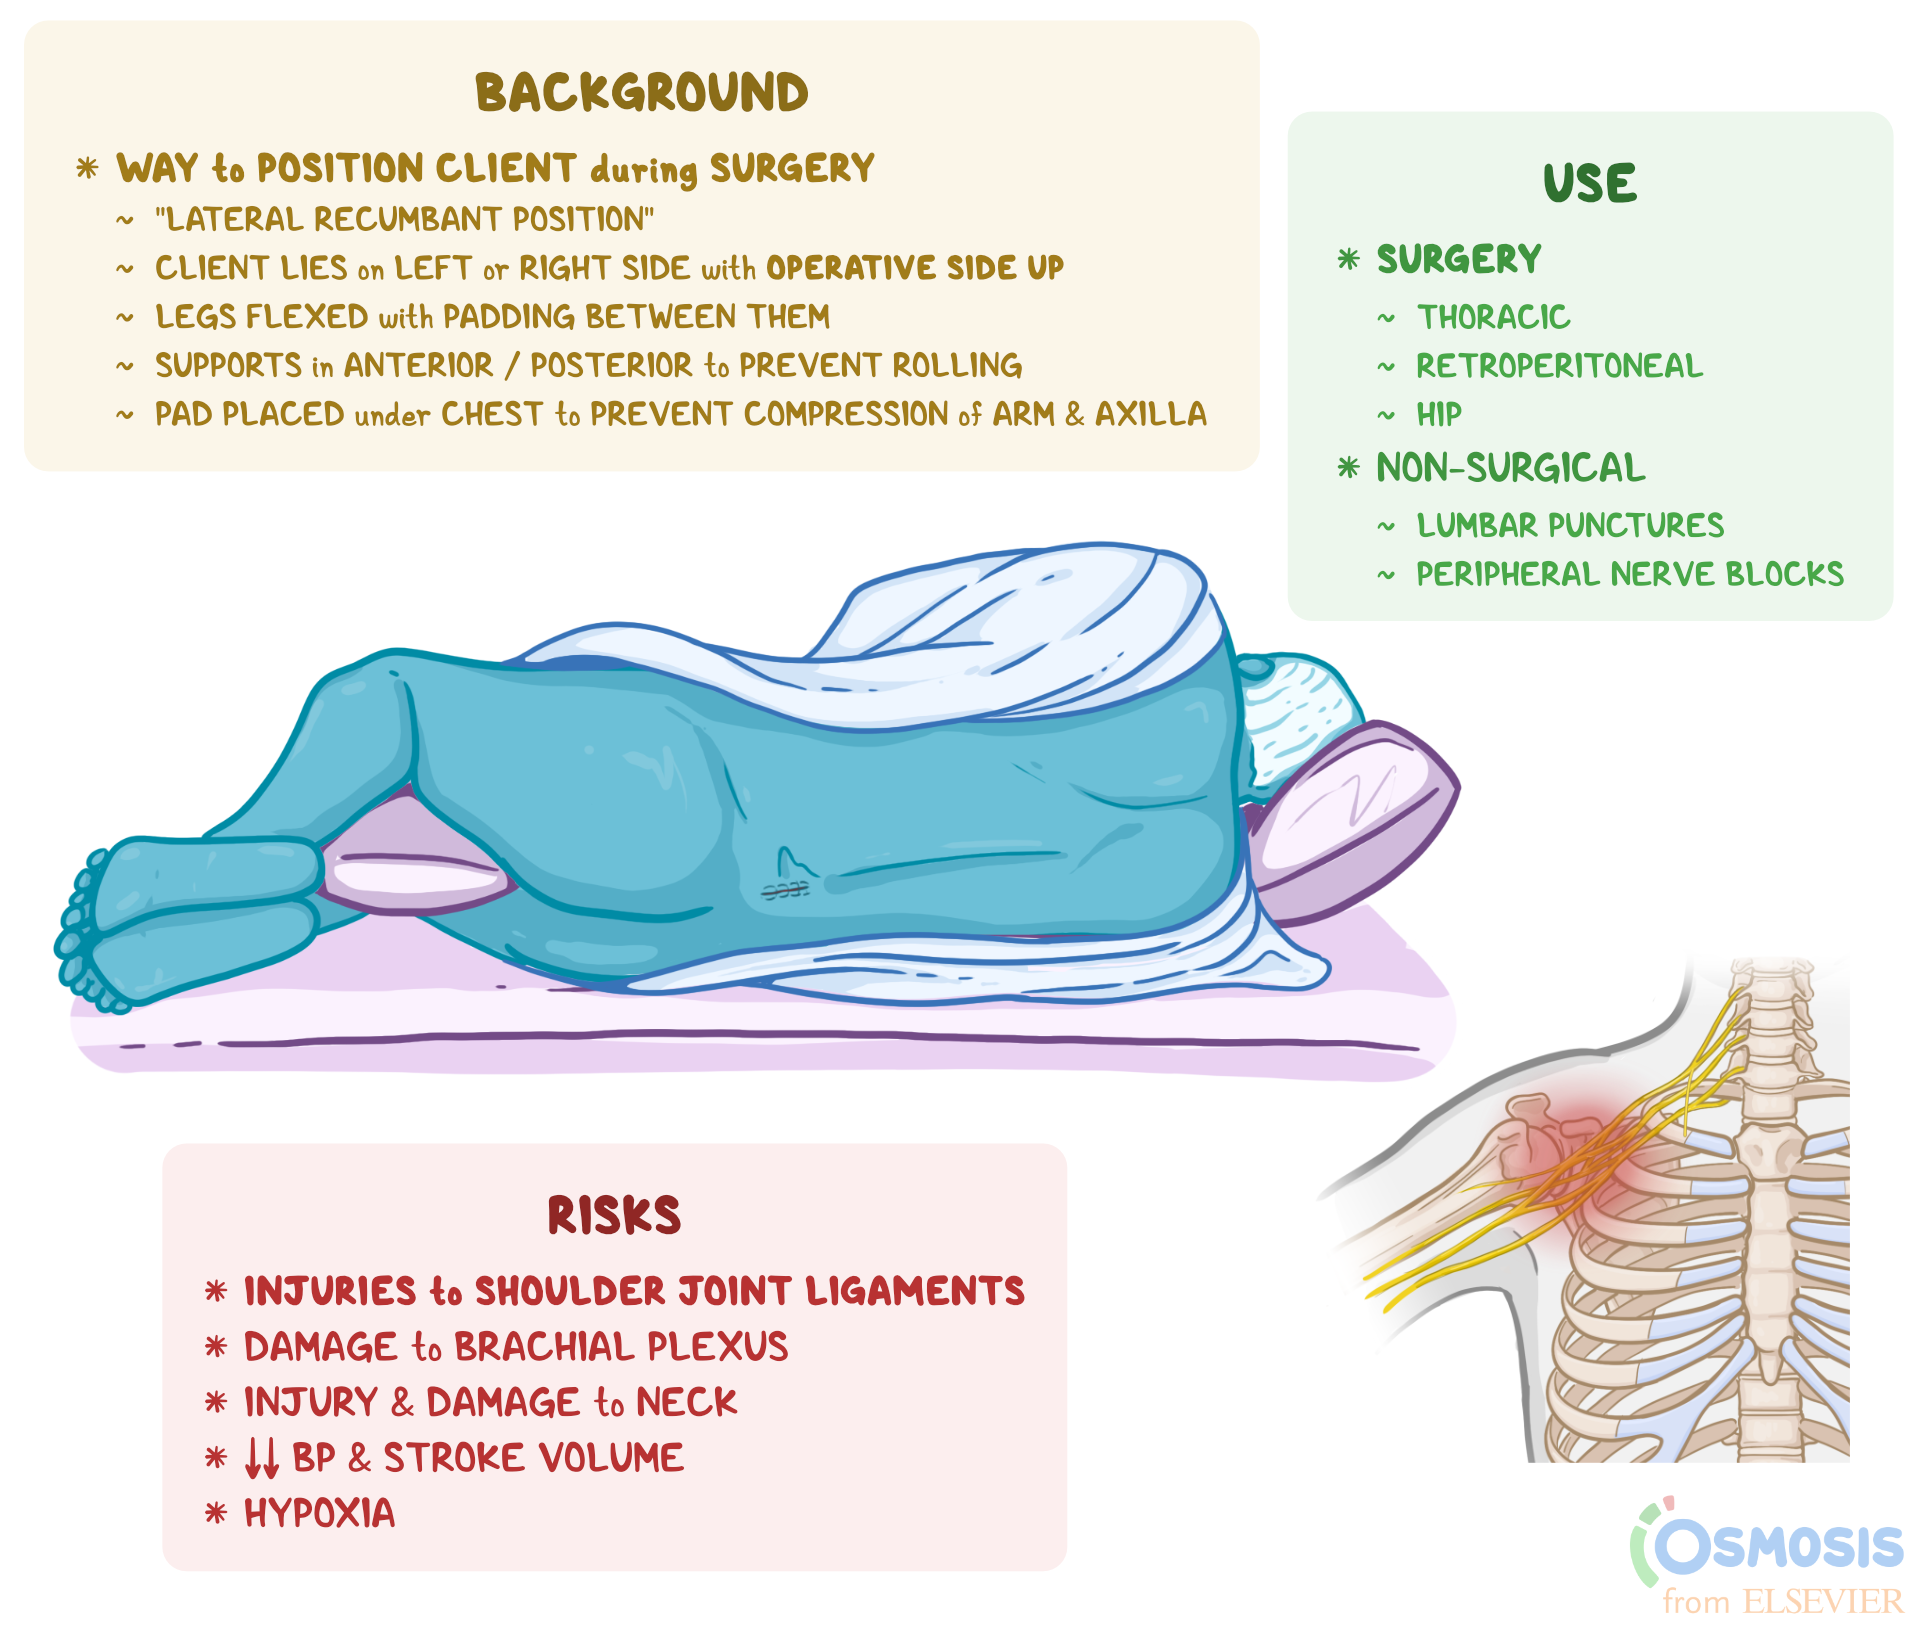 BACKGROUND
* WAY to POSITION CLIENT during SURGERY
~ "LATERAL RECUMBANT POSITION"
~ CLIENT LIES on LEFT or RIGHT SIDE with OPERATIVE SIDE UP
~ LEGS FLEXED with PADDING BETWEEN THEM
~ SUPPORTS in ANTERIOR / POSTERIOR to PREVENT ROLLING
~ PAD PLACED under CHEST to PREVENT COMPRESSION of ARM & AXILLA
USE
* SURGERY
~ THORACIC
~ RETROPERITONEAL
~ HIP
* NON-SURGICAL
~ LUMBAR PUNCTURES
~ PERIPHERAL NERVE BLOCKS
RISKS
* INJURIES to SHOULDER JOINT LIGAMENTS
* DAMAGE to BRACHIAL PLEXUS
* INJURY & DAMAGE to NECK
* ↓↓ BP & STROKE VOLUME
* HYPOXIA
OSMOSIS
from ELSEVIER